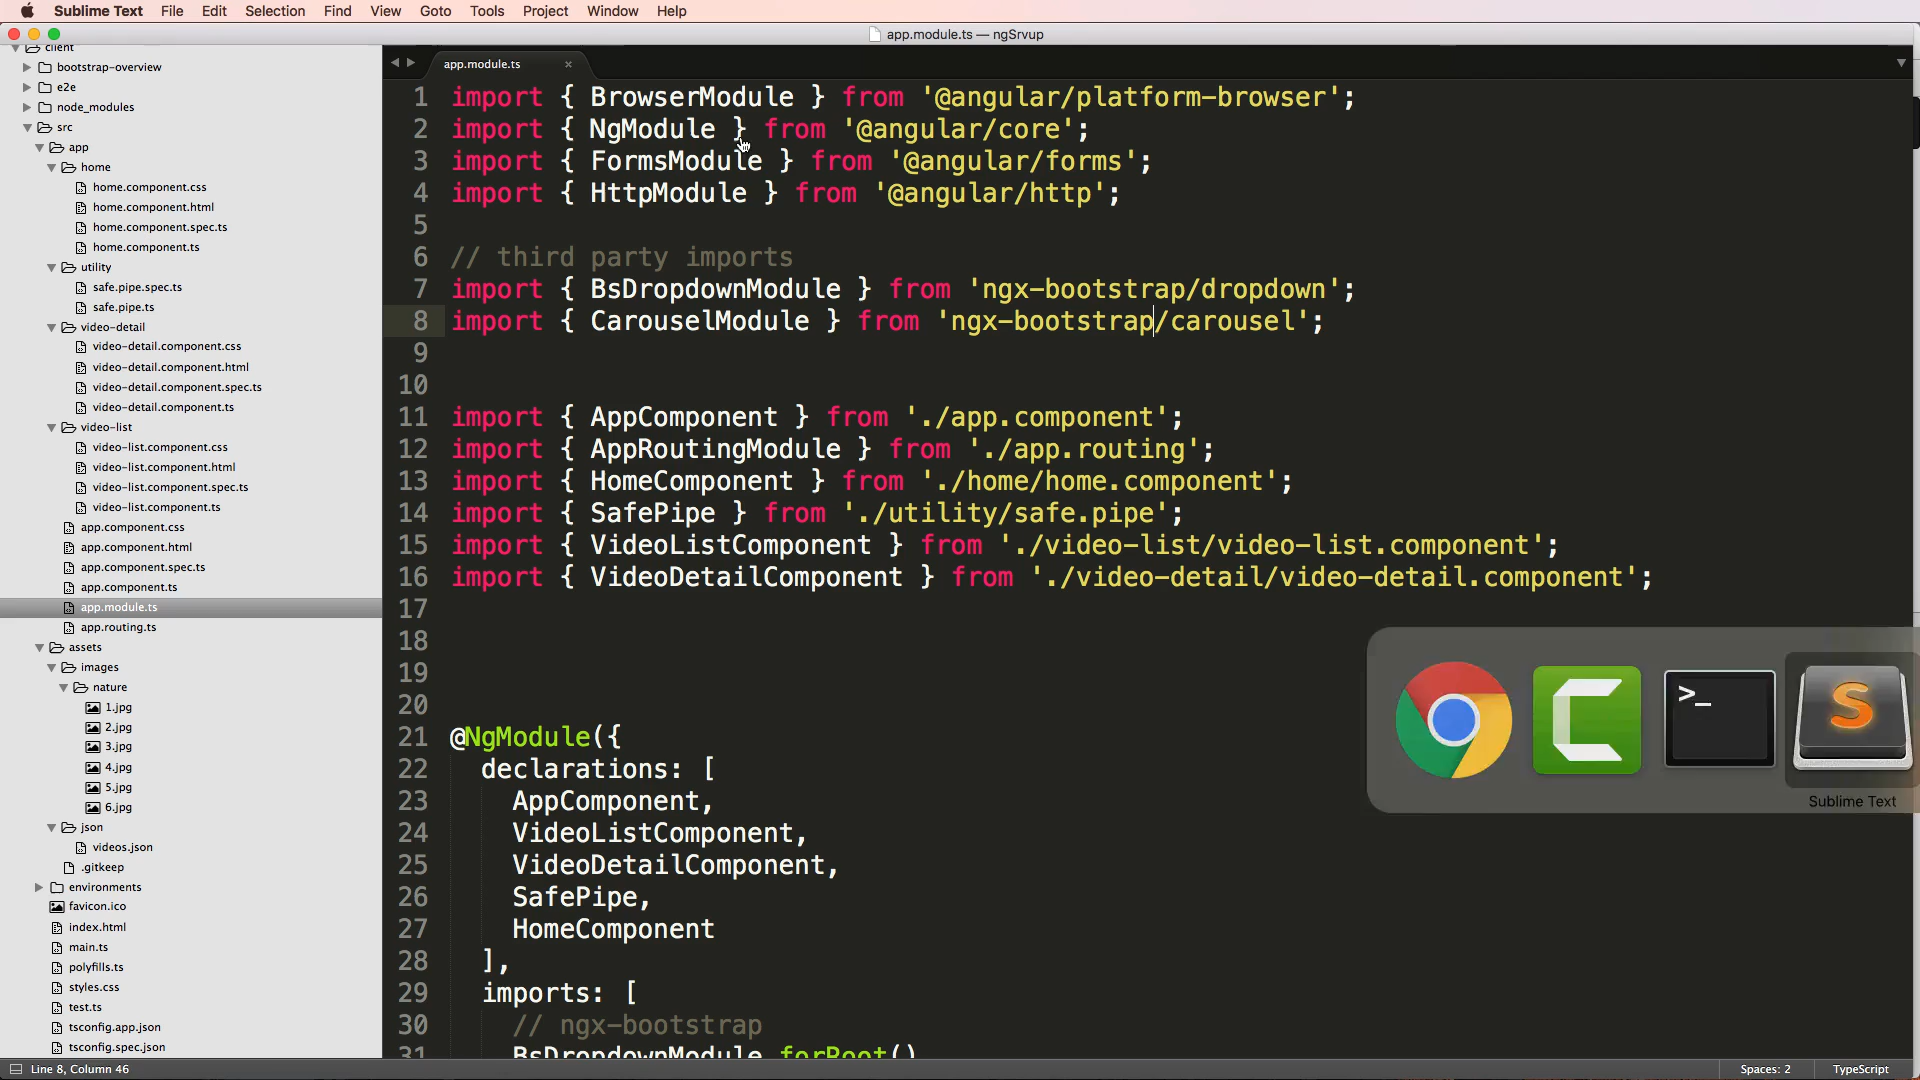 Sublime Text File Edit Selection Find View Goto Tools Project Window Help
app.module.ts — ngSrvup
client
bootstrap-overview
e2e
node_modules
src
app
home
home.component.css
home.component.html
home.component.spec.ts
home.component.ts
utility
safe.pipe.spec.ts
safe.pipe.ts
video-detail
video-detail.component.css
video-detail.component.html
video-detail.component.spec.ts
video-detail.component.ts
video-list
video-list.component.css
video-list.component.html
video-list.component.spec.ts
video-list.component.ts
app.component.css
app.component.html
app.component.spec.ts
app.component.ts
app.module.ts
app.routing.ts
assets
images
nature
1.jpg
2.jpg
3.jpg
4.jpg
5.jpg
6.jpg
json
videos.json
.gitkeep
environments
favicon.ico
index.html
main.ts
polyfills.ts
styles.css
test.ts
tsconfig.app.json
tsconfig.spec.json
app.module.ts ×
1 import { BrowserModule } from '@angular/platform-browser';
2 import { NgModule } from '@angular/core';
3 import { FormsModule } from '@angular/forms';
4 import { HttpModule } from '@angular/http';
5
6 // third party imports
7 import { BsDropdownModule } from 'ngx-bootstrap/dropdown';
8 import { CarouselModule } from 'ngx-bootstrap/carousel';
9
10
11 import { AppComponent } from './app.component';
12 import { AppRoutingModule } from './app.routing';
13 import { HomeComponent } from './home/home.component';
14 import { SafePipe } from './utility/safe.pipe';
15 import { VideoListComponent } from './video-list/video-list.component';
16 import { VideoDetailComponent } from './video-detail/video-detail.component';
17
18
19
20
21 @NgModule({
22 declarations: [
23 AppComponent,
24 VideoListComponent,
25 VideoDetailComponent,
26 SafePipe,
27 HomeComponent
28 ],
29 imports: [
30 // ngx-bootstrap
31 BsDropdownModule.forRoot()
>_
S
Sublime Text
Line 8, Column 46
Spaces: 2 TypeScript